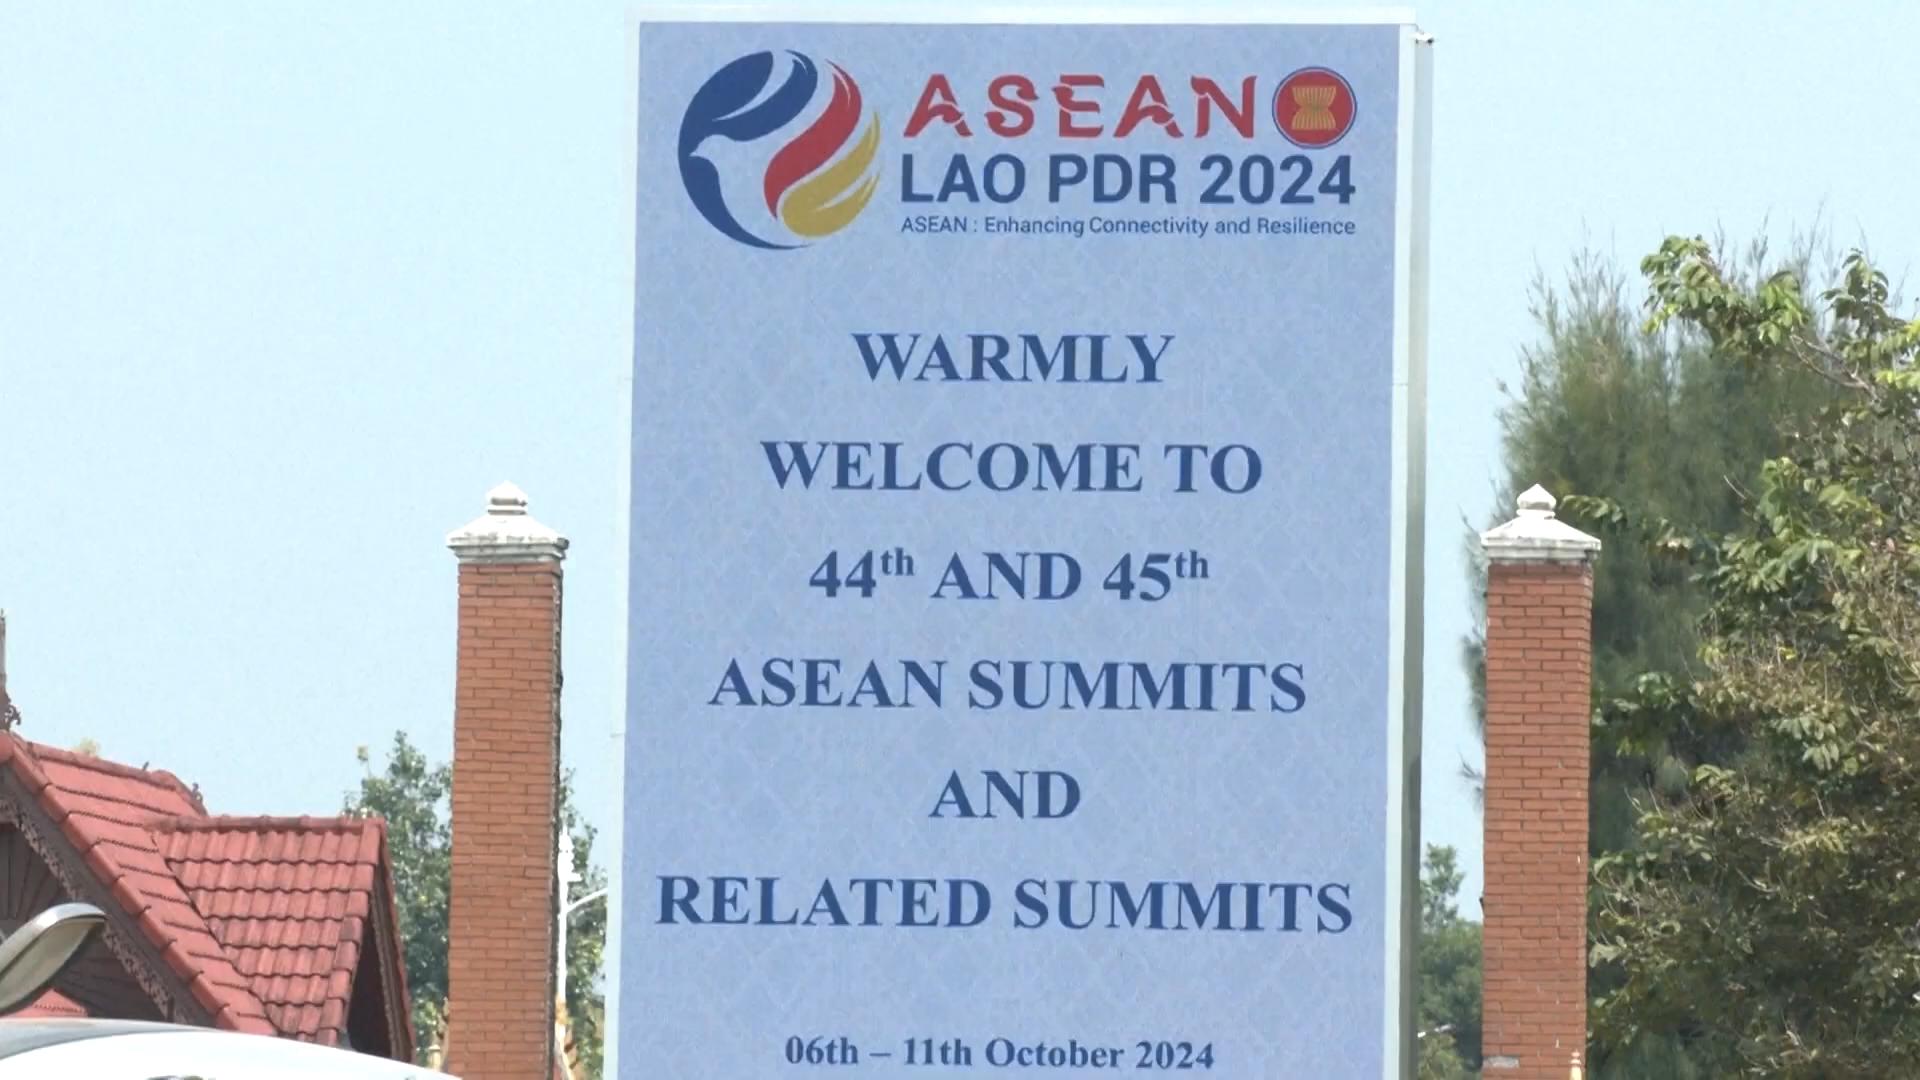 ASEAN
LAO PDR 2024
ASEAN : Enhancing Connectivity and Resilience
WARMLY
WELCOME TO
44th AND 45th
ASEAN SUMMITS
AND
RELATED SUMMITS
06th – 11th October 2024